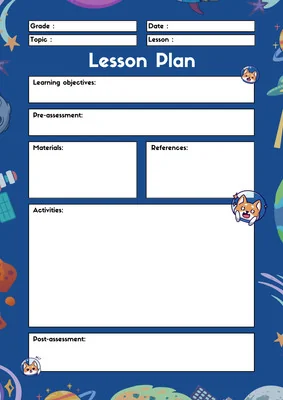 Grade :
Date :
Topic :
Lesson :
Lesson Plan
Learning objectives:
Pre-assessment:
Materials:
References:
Activities:
Post-assessment: